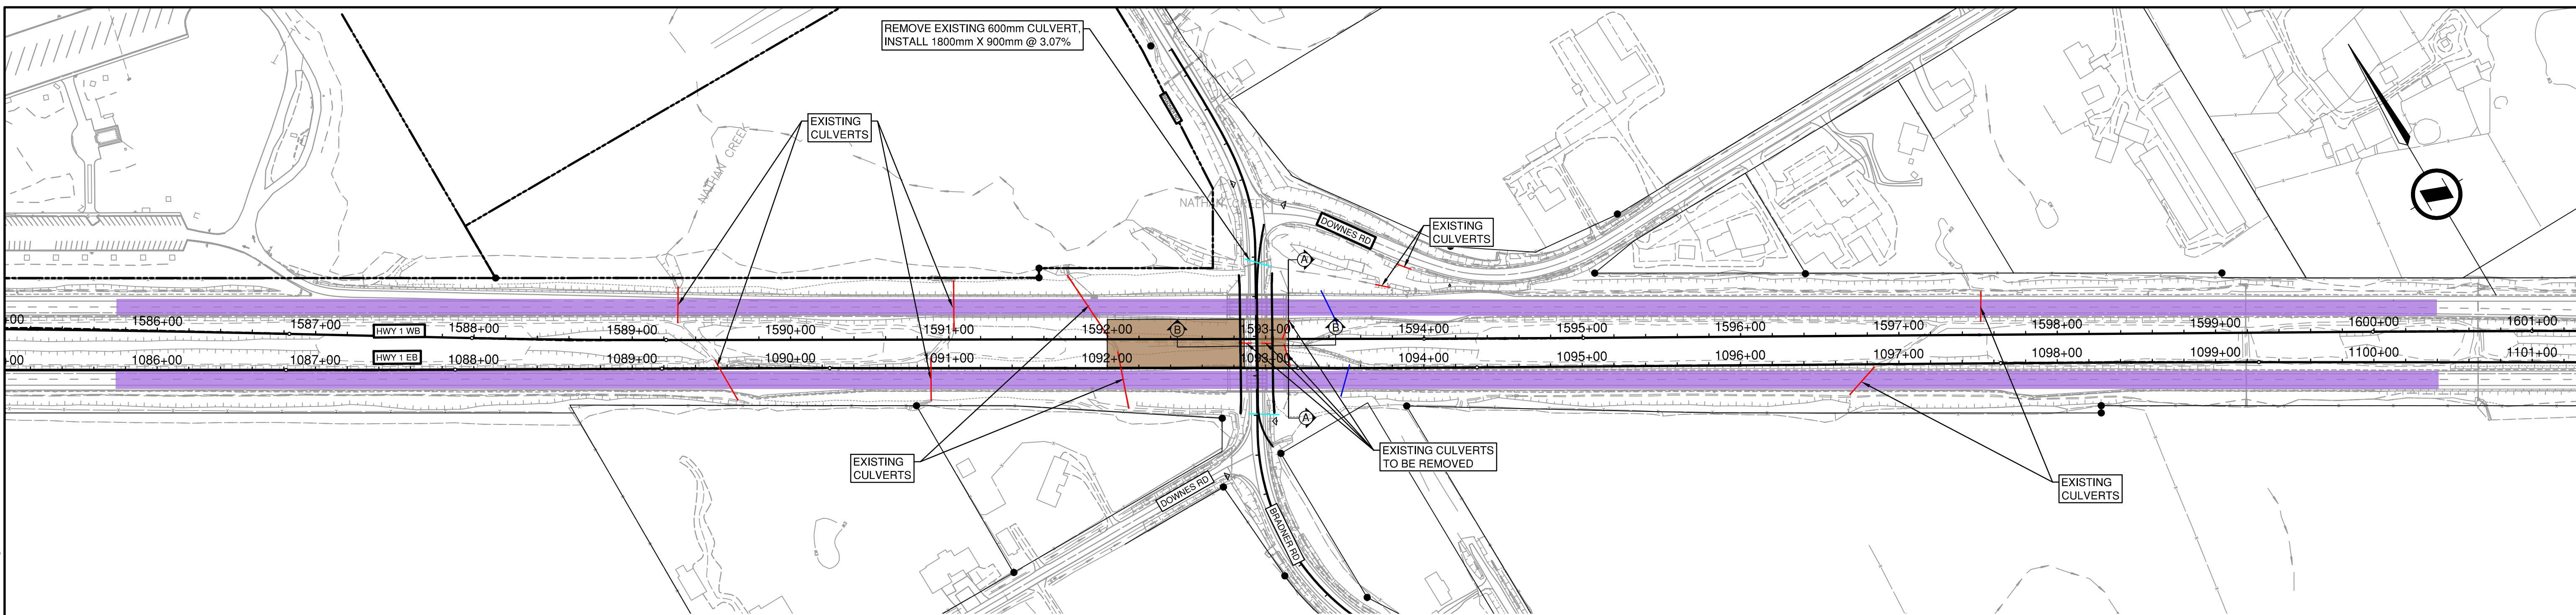 REMOVE EXISTING 600mm CULVERT,
INSTALL 1800mm X 900mm @ 3.07%
EXISTING
CULVERTS
NATHAN CREEK
NATHAN CREEK
DOWNES RD
EXISTING
CULVERTS
A
B
B
+00 1586+00 1587+00 HWY 1 WB 1588+00 1589+00 1590+00 1591+00 1592+00 1593+00 1594+00 1595+00 1596+00 1597+00 1598+00 1599+00 1600+00 1601+00
+00 1086+00 1087+00 HWY 1 EB 1088+00 1089+00 1090+00 1091+00 1092+00 1093+00 1094+00 1095+00 1096+00 1097+00 1098+00 1099+00 1100+00 1101+00
A
EXISTING
CULVERTS
EXISTING CULVERTS
TO BE REMOVED
DOWNES RD
BRADNER RD
EXISTING
CULVERTS